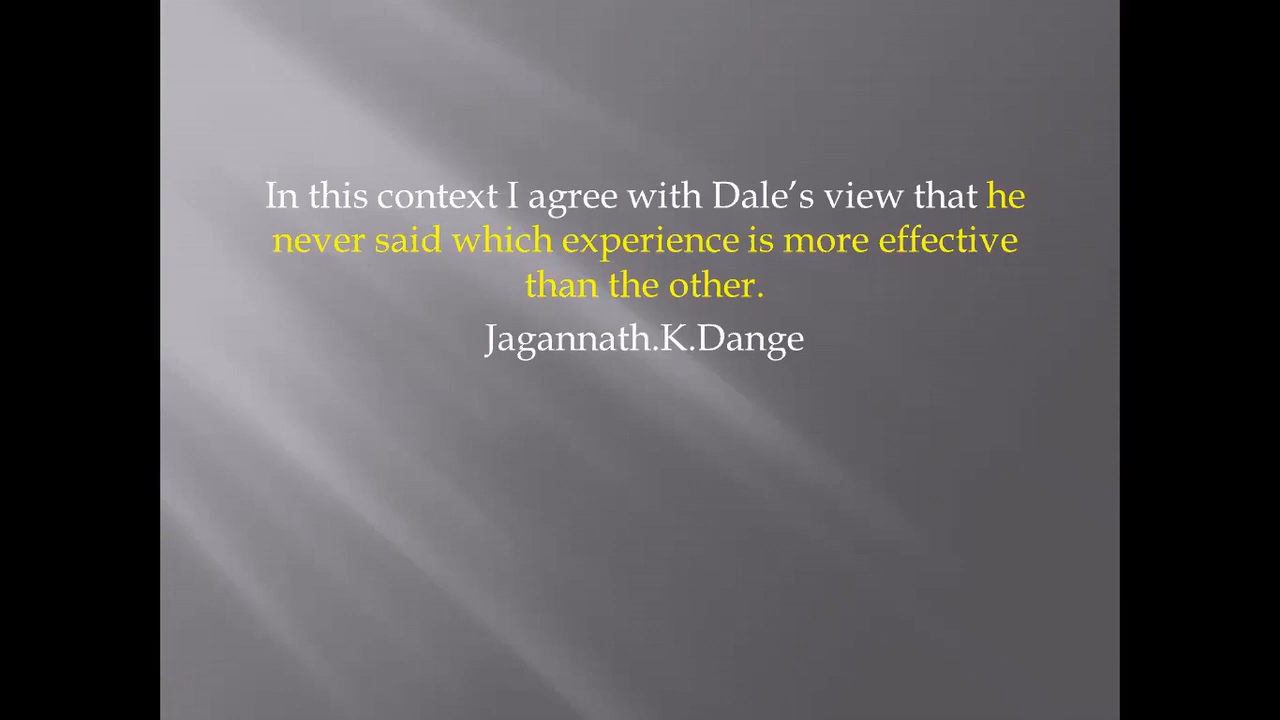 In this context I agree with Dale’s view that he
never said which experience is more effective
than the other.
Jagannath.K.Dange